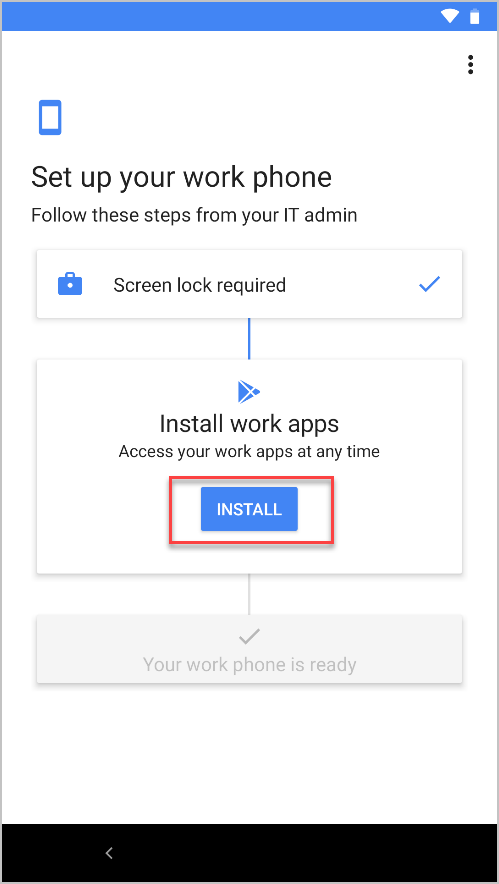 Set up your work phone
Follow these steps from your IT admin
Screen lock required
Install work apps
Access your work apps at any time
INSTALL
Your work phone is ready